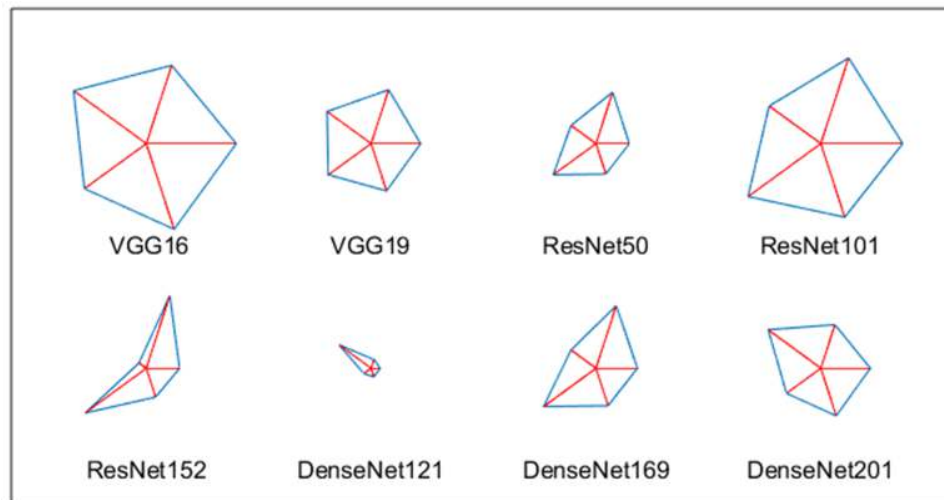 VGG16
VGG19
ResNet50
ResNet101
ResNet152
DenseNet121
DenseNet169
DenseNet201